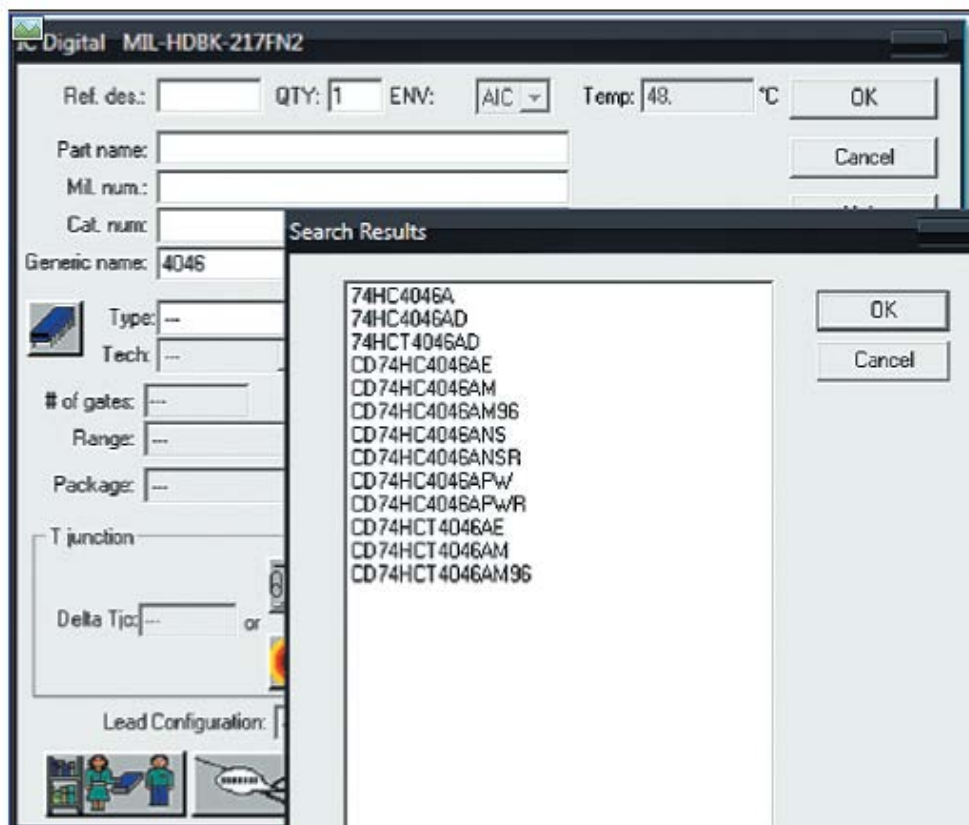 IC Digital MIL-HDBK-217FN2
Ref. des.: QTY: 1 ENV: AIC Temp: 48. °C OK
Part name: Cancel
Mil. num.:
Cat. num:
Generic name: 4046
Type: ---
Tech: ---
# of gates: ---
Range: ---
Package: ---
T junction
Delta Tjc: --- or
Lead Configuration:
Search Results
74HC4046A
74HC4046AD
74HCT4046AD
CD74HC4046AE
CD74HC4046AM
CD74HC4046AM96
CD74HC4046ANS
CD74HC4046ANSR
CD74HC4046APW
CD74HC4046APWR
CD74HCT4046AE
CD74HCT4046AM
CD74HCT4046AM96
OK
Cancel